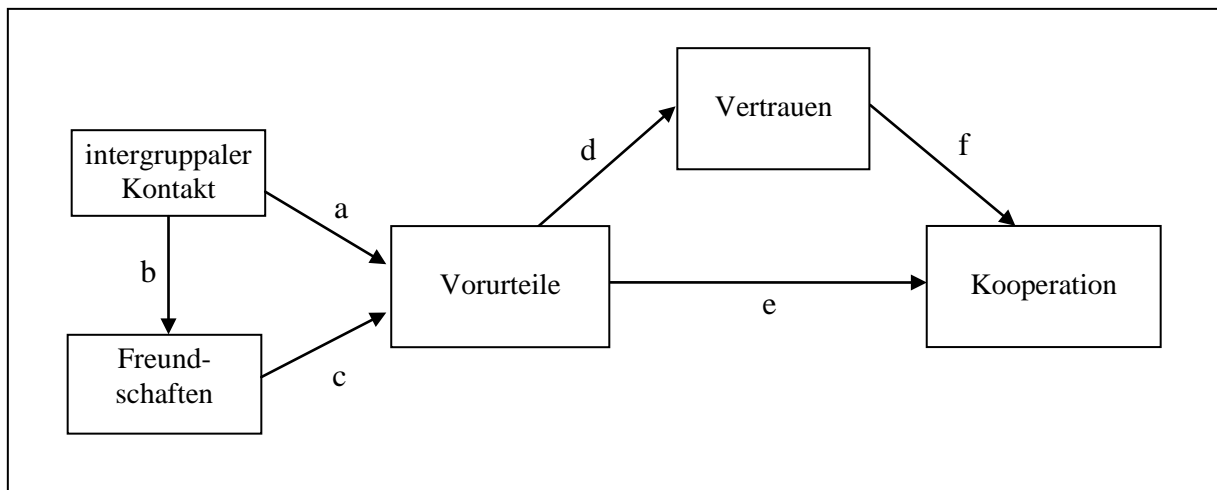 Vertrauen
d
f
intergruppaler
Kontakt
a
b
Vorurteile
Kooperation
e
Freund-
schaften
c